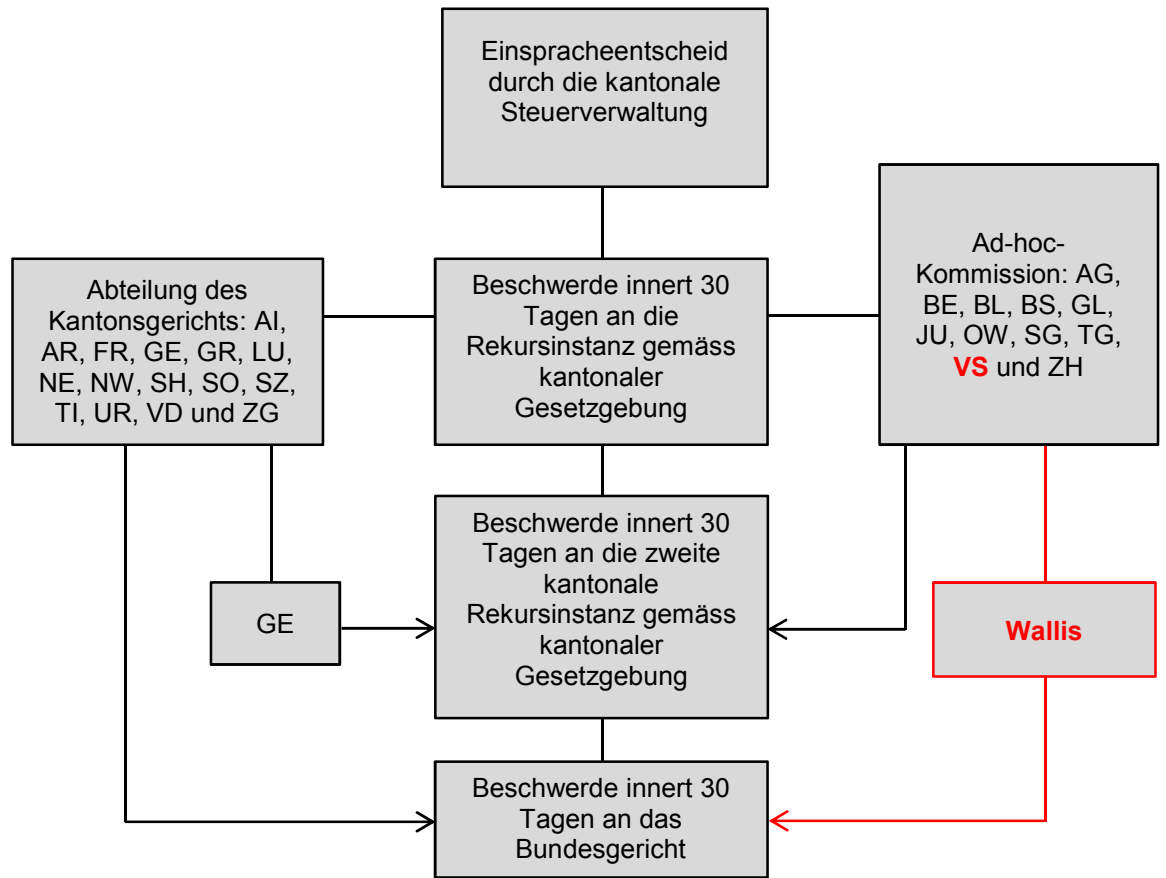 Einspracheentscheid
durch die kantonale
Steuerverwaltung
Abteilung des
Kantonsgerichts: AI,
AR, FR, GE, GR, LU,
NE, NW, SH, SO, SZ,
TI, UR, VD und ZG
Beschwerde innert 30
Tagen an die
Rekursinstanz gemäss
kantonaler
Gesetzgebung
Ad-hoc-
Kommission: AG,
BE, BL, BS, GL,
JU, OW, SG, TG,
VS und ZH
GE
Beschwerde innert 30
Tagen an die zweite
kantonale
Rekursinstanz gemäss
kantonaler
Gesetzgebung
Wallis
Beschwerde innert 30
Tagen an das
Bundesgericht